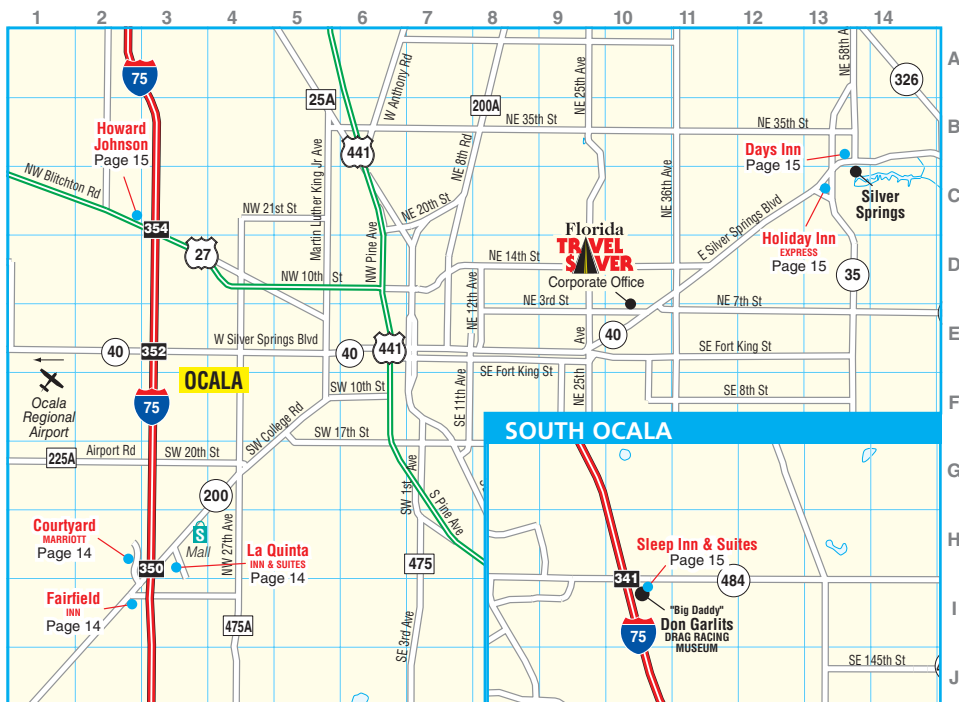 1 2 3 4 5 6 7 8 9 10 11 12 13 14
A
B
C
D
E
F
G
H
I
J
75
25A
W Anthony Rd
200A
NE 25th Ave
NE 58th A
326
Howard
Johnson
Page 15
441
NE 35th St
NE 35th St
NE 8th Rd
Days Inn
Page 15
NW Blitchton Rd
Martin Luther King Jr Ave
NE 36th Ave
NW 21st St
NE 20th St
Silver
Springs
354
27
NW Pine Ave
Florida
TRAVEL
$AVER
Corporate Office
E Silver Springs Blvd
Holiday Inn
EXPRESS
Page 15
35
NW 10th St
NE 14th St
NE 12th Ave
NE 3rd St
NE 7th St
40
352
W Silver Springs Blvd
40
441
40
Ave
SE Fort King St
SE Fort King St
Ocala
Regional
Airport
75
OCALA
SW 10th St
SE 11th Ave
NE 25th
SE 8th St
SW College Rd
SW 17th St
225A
Airport Rd
SW 20th St
200
SW 1st Ave
S Pine Ave
S
Courtyard
MARRIOTT
Page 14
S
Mall
350
NW 27th Ave
La Quinta
INN & SUITES
Page 14
475
Fairfield
INN
Page 14
475A
SE 3rd Ave
SOUTH OCALA
Sleep Inn & Suites
Page 15
341
484
"Big Daddy"
Don Garlits
DRAG RACING
MUSEUM
75
SE 145th St